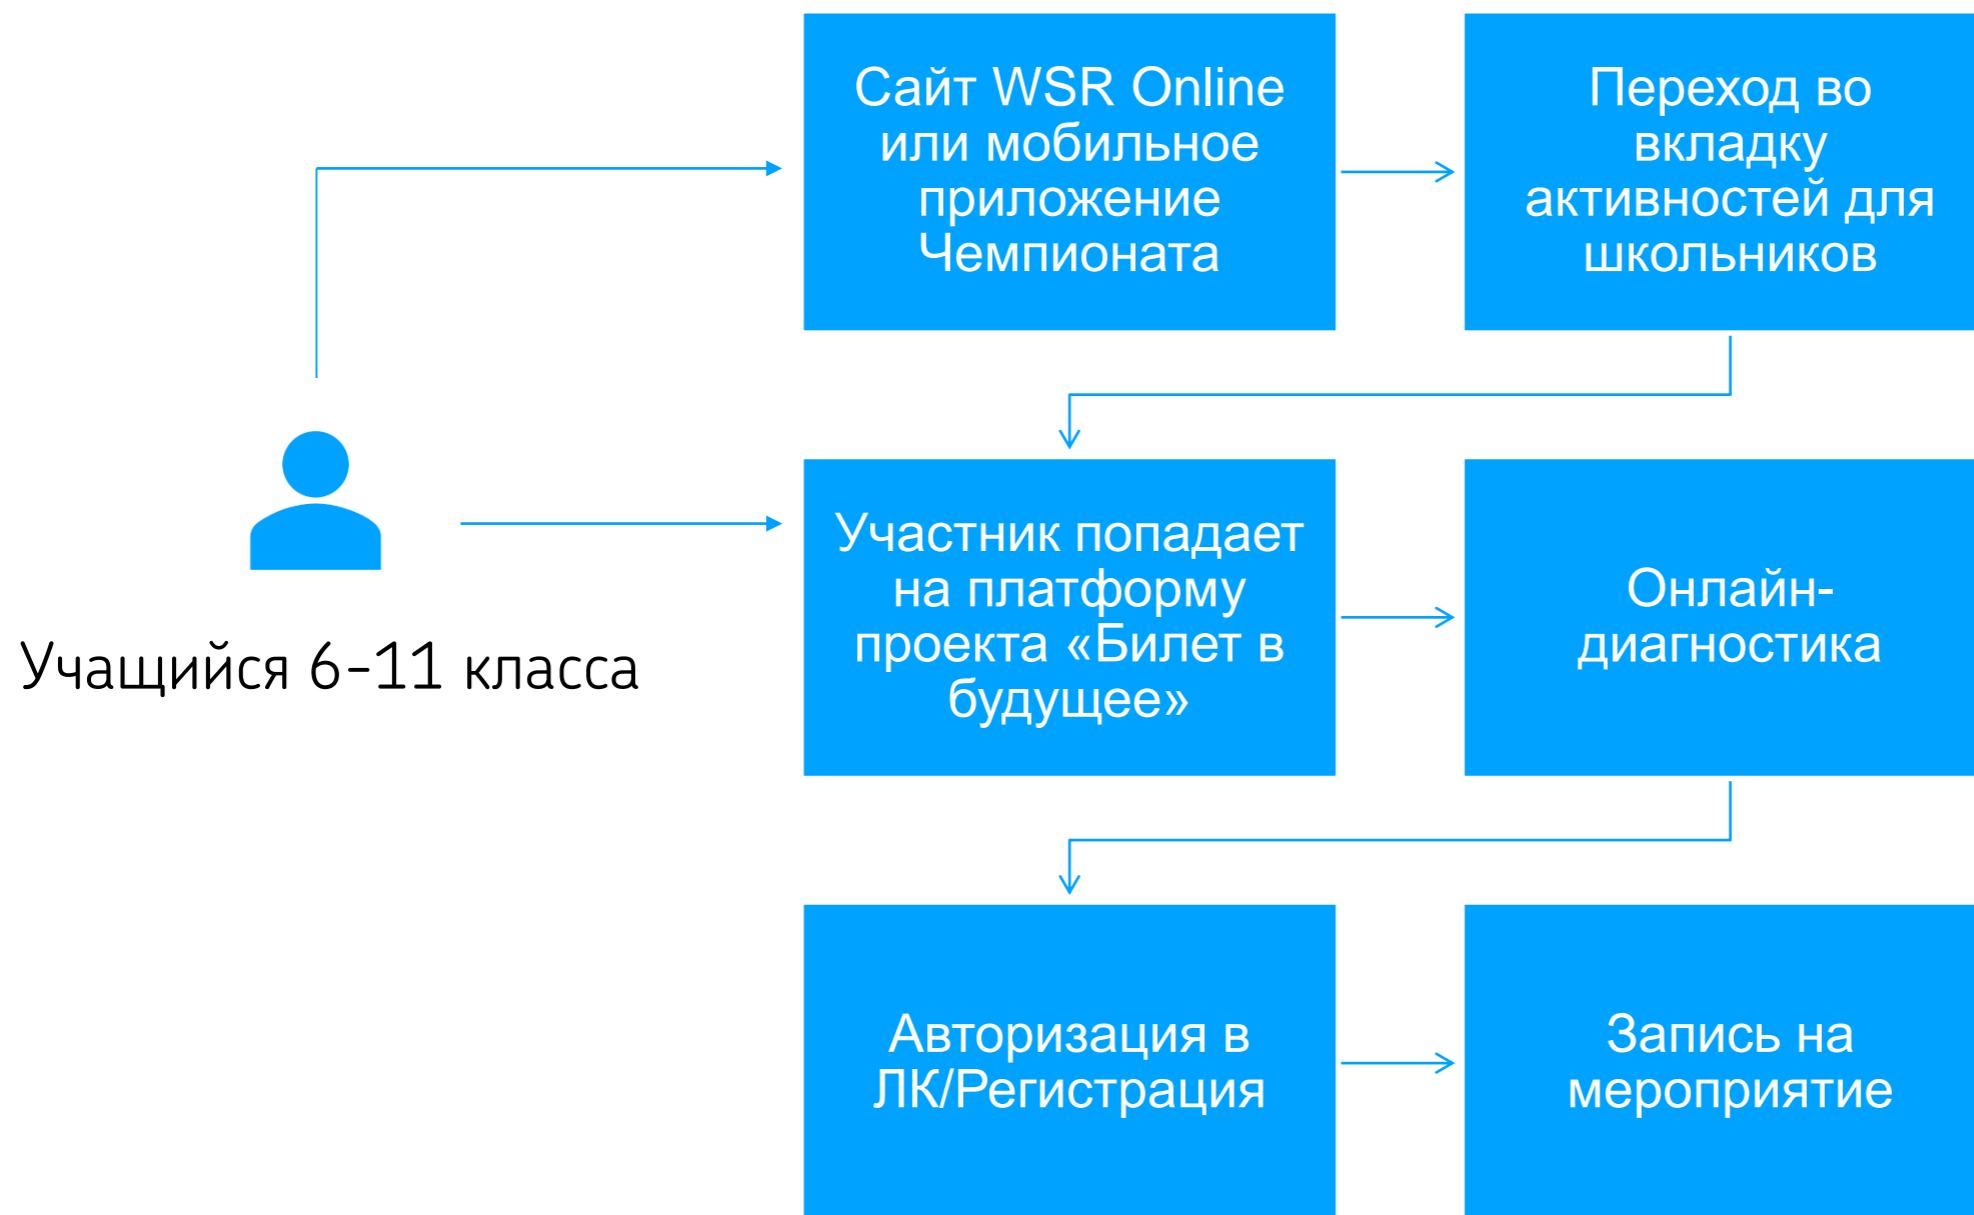 Сайт WSR Online
или мобильное
приложение
Чемпионата
Переход во
вкладку
активностей для
школьников
Учащийся 6-11 класса
Участник попадает
на платформу
проекта «Билет в
будущее»
Онлайн-
диагностика
Авторизация в
ЛК/Регистрация
Запись на
мероприятие